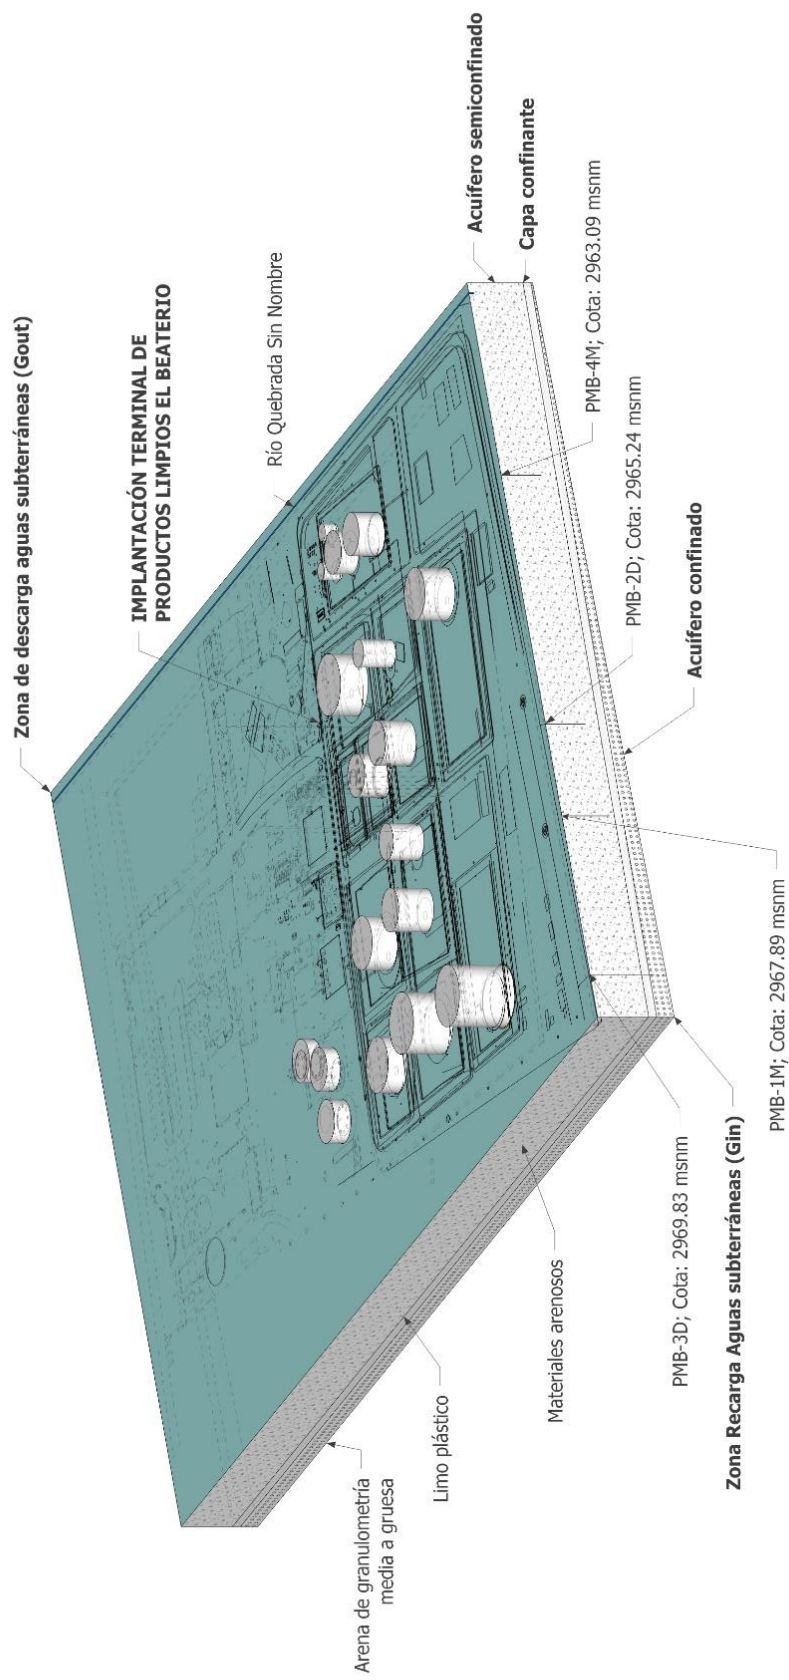 Zona de descarga aguas subterráneas (Gout)
IMPLANTACIÓN TERMINAL DE
PRODUCTOS LIMPIOS EL BEATERIO
Río Quebrada Sin Nombre
Acuífero semiconfinado
Capa confinante
PMB-4M; Cota: 2963.09 msnm
PMB-2D; Cota: 2965.24 msnm
Acuífero confinado
PMB-1M; Cota: 2967.89 msnm
Zona Recarga Aguas subterráneas (Gin)
PMB-3D; Cota: 2969.83 msnm
Materiales arenosos
Limo plástico
Arena de granulometría
media a gruesa